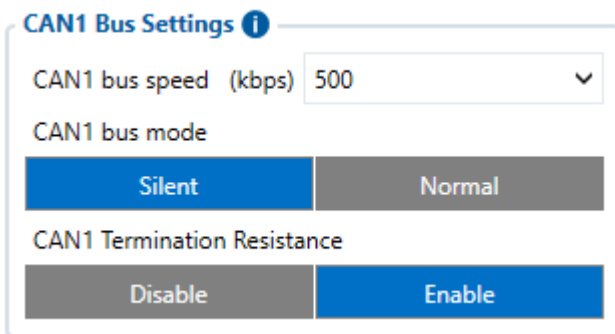 CAN1 Bus Settings i
CAN1 bus speed (kbps) 500
CAN1 bus mode
Silent Normal
CAN1 Termination Resistance
Disable Enable